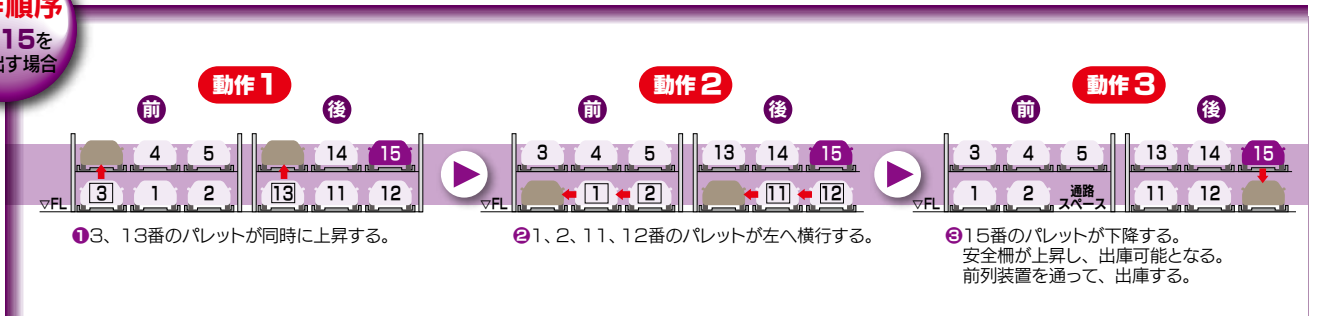 順序
15を
出す場合
動作1
前 後
4 5 14 15
3 1 2 13 11 12
▽FL
❶3、13番のパレットが同時に上昇する。
動作2
前 後
3 4 5 13 14 15
1 2 11 12
▽FL
❷1、2、11、12番のパレットが左へ横行する。
動作3
前 後
3 4 5 13 14 15
1 2 通路
スペース 11 12
▽FL
❸15番のパレットが下降する。
安全柵が上昇し、出庫可能となる。
前列装置を通って、出庫する。